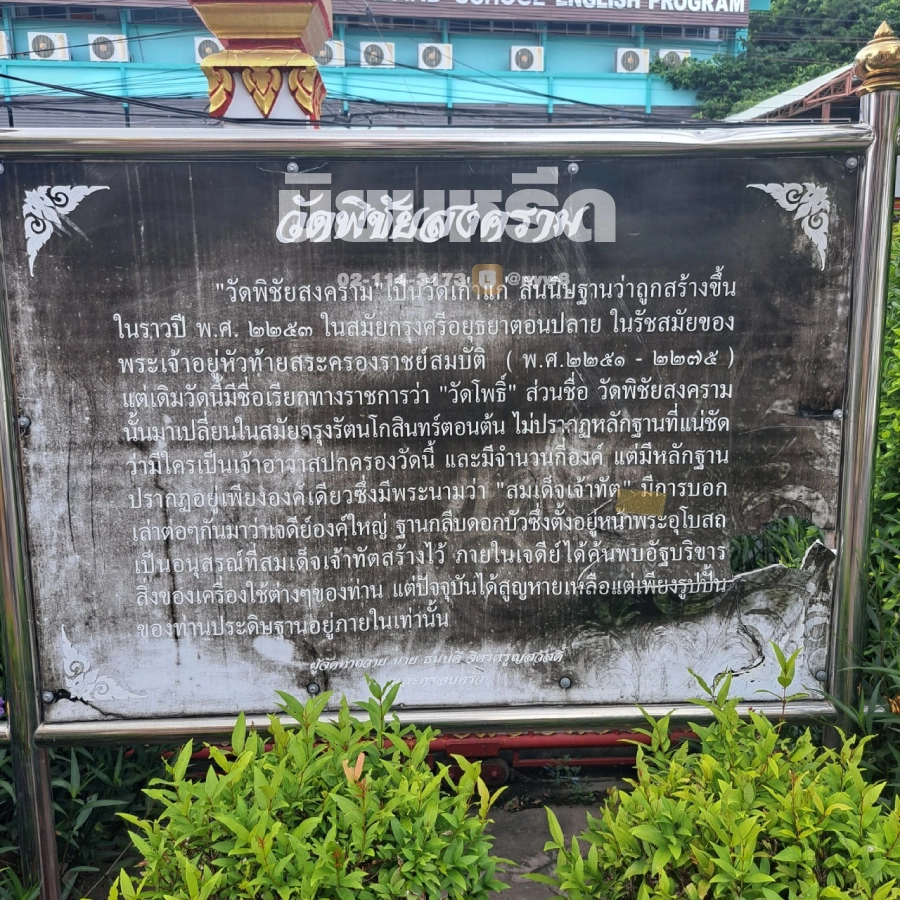 SCHOOL ENGLISH PROGRAM
วัดพิชัยสงคราม
02-114-3173
"วัดพิชัยสงคราม" เป็นวัดเก่าแก่ สันนิษฐานว่าถูกสร้างขึ้น
ในราวปี พ.ศ. ๒๒๕๓ ในสมัยกรุงศรีอยุธยาตอนปลาย ในรัชสมัยของ
พระเจ้าอยู่หัวท้ายสระครองราชย์สมบัติ ( พ.ศ.๒๒๕๑ - ๒๒๗๕ )
แต่เดิมวัดนี้มีชื่อเรียกทางราชการว่า "วัดโพธิ์" ส่วนชื่อ วัดพิชัยสงคราม
นั้นมาเปลี่ยนในสมัยกรุงรัตนโกสินทร์ตอนต้น ไม่ปรากฏหลักฐานที่แน่ชัด
ว่ามีใครเป็นเจ้าอาวาสปกครองวัดนี้ และมีจำนวนกี่องค์ แต่มีหลักฐาน
ปรากฏอยู่เพียงองค์เดียวซึ่งมีพระนามว่า "สมเด็จเจ้าทัต" มีการบอก
เล่าต่อๆกันมาว่าเจดีย์องค์ใหญ่ ฐานกลีบดอกบัวซึ่งตั้งอยู่หน้าพระอุโบสถ
เป็นอนุสรณ์ที่สมเด็จเจ้าทัตสร้างไว้ ภายในเจดีย์ได้ค้นพบอัฐบริขาร
สิ่งของเครื่องใช้ต่างๆของท่าน แต่ปัจจุบันได้สูญหายเหลือแต่เพียงรูปปั้น
ของท่านประดิษฐานอยู่ภายในเท่านั้น
ผู้จัดทำถวาย นาย
และครอบครัว